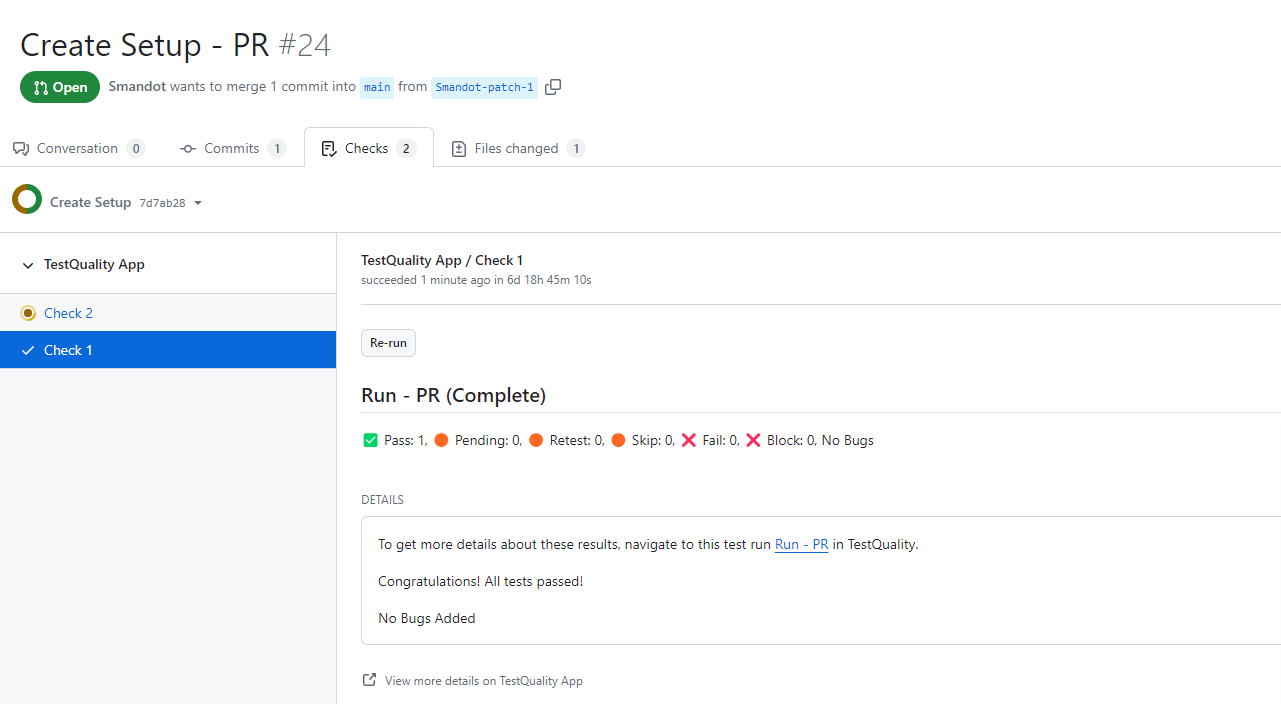 Create Setup - PR #24
Open Smandot wants to merge 1 commit into main from Smandot-patch-1
Conversation 0 Commits 1 Checks 2 Files changed 1
Create Setup 7d7ab28
TestQuality App
Check 2
Check 1
TestQuality App / Check 1
succeeded 1 minute ago in 6d 18h 45m 10s
Re-run
Run - PR (Complete)
Pass: 1, Pending: 0, Retest: 0, Skip: 0, Fail: 0, Block: 0, No Bugs
DETAILS
To get more details about these results, navigate to this test run Run - PR in TestQuality.
Congratulations! All tests passed!
No Bugs Added
View more details on TestQuality App